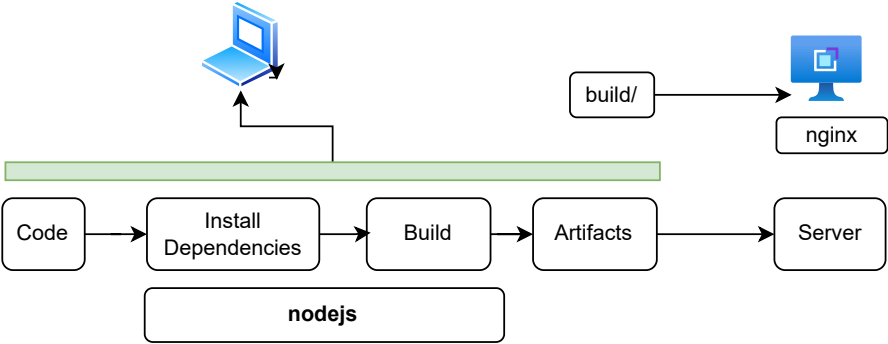 build/
nginx
Code
Install
Dependencies
Build
Artifacts
Server
nodejs